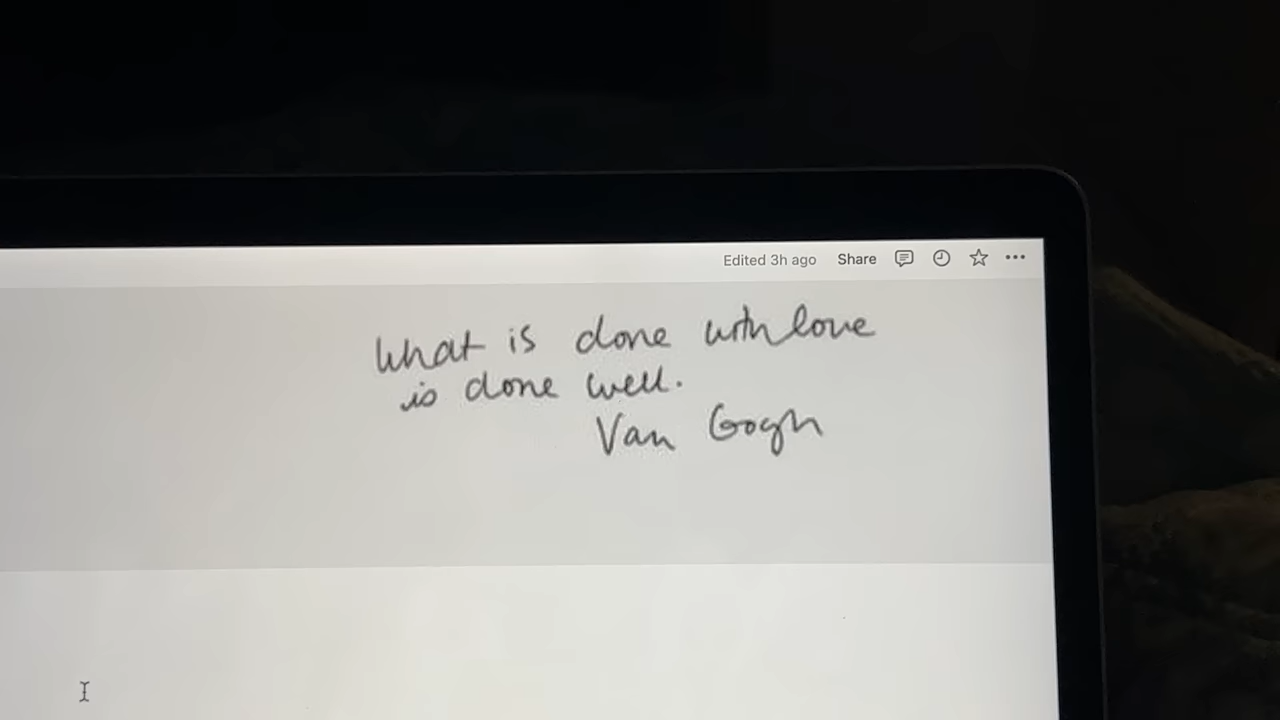 Edited 3h ago Share
What is done with love
is done well.
Van Gogh